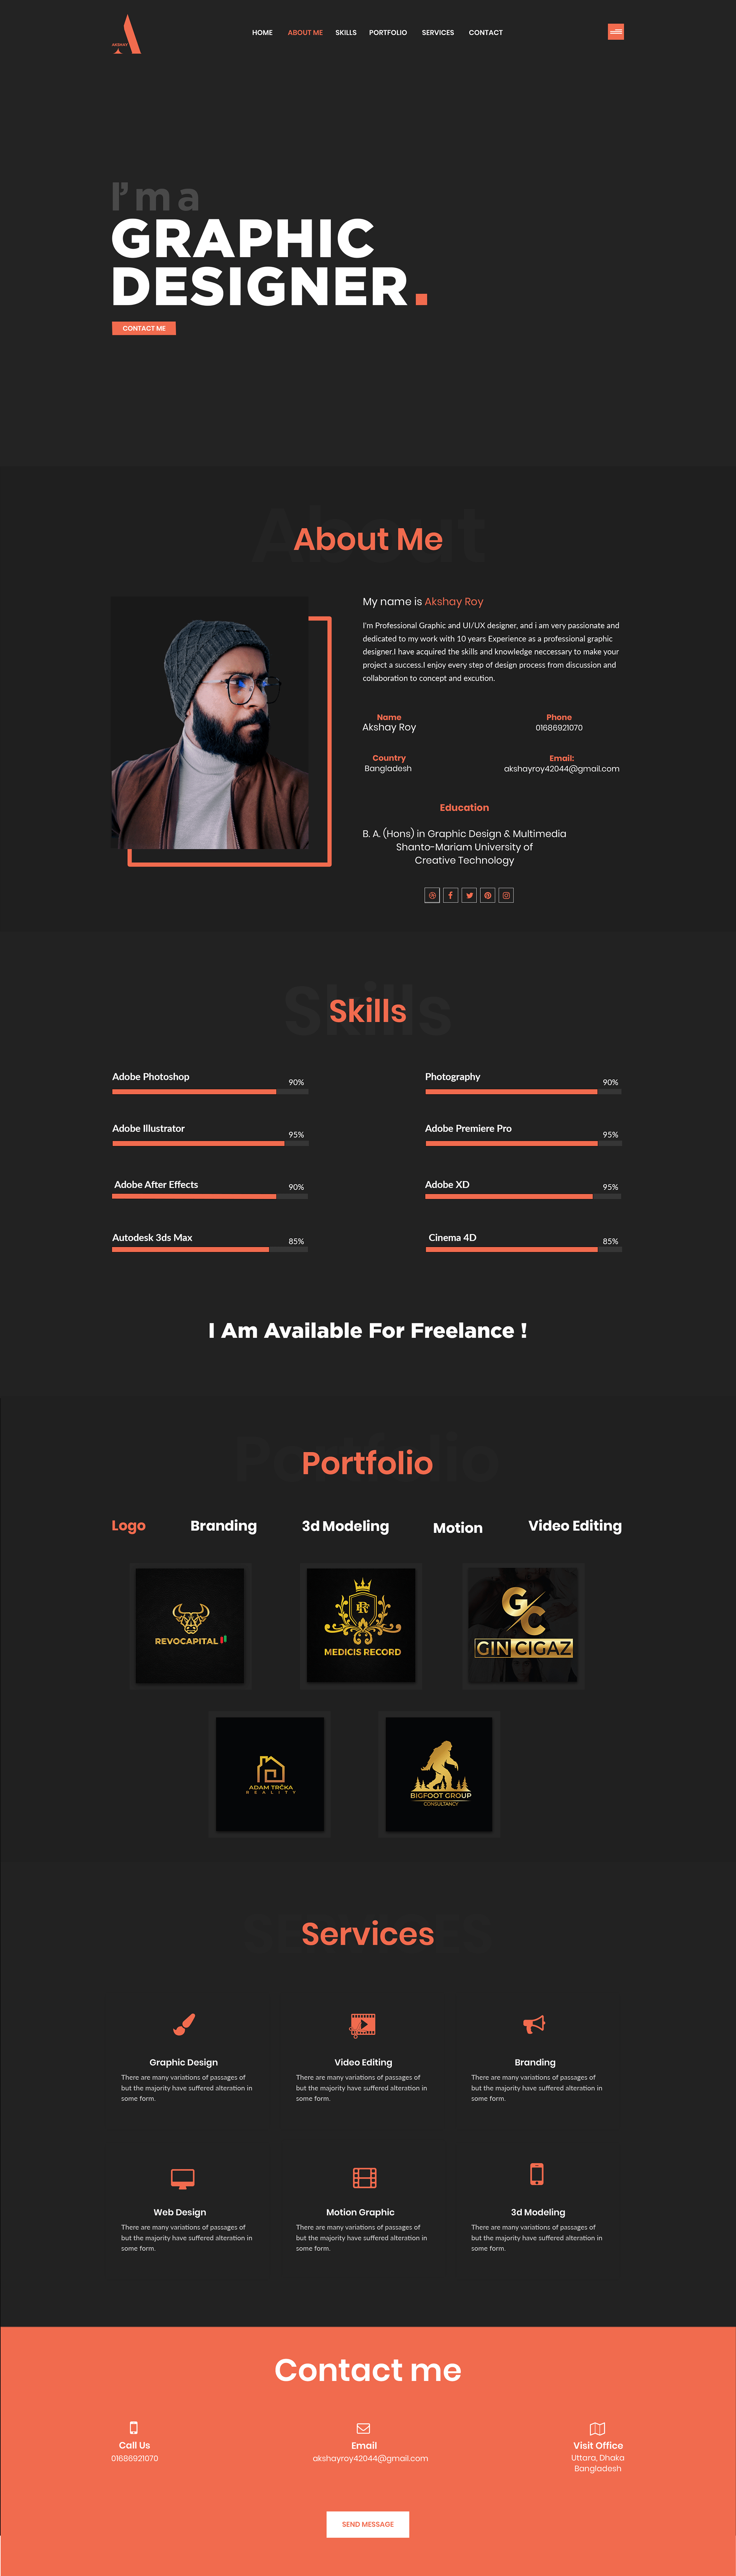 AKSHAY
HOME ABOUT ME SKILLS PORTFOLIO SERVICES CONTACT
I'm a
GRAPHIC
DESIGNER.
CONTACT ME
About
About Me
My name is Akshay Roy
I'm Professional Graphic and UI/UX designer, and i am very passionate and
dedicated to my work with 10 years Experience as a professional graphic
designer.I have acquired the skills and knowledge neccessary to make your
project a success.I enjoy every step of design process from discussion and
collaboration to concept and excution.
Name
Akshay Roy
Phone
01686921070
Country
Bangladesh
Email:
akshayroy42044@gmail.com
Education
B. A. (Hons) in Graphic Design & Multimedia
Shanto-Mariam University of
Creative Technology
Skills
Skills
Adobe Photoshop 90%
Photography 90%
Adobe Illustrator 95%
Adobe Premiere Pro 95%
Adobe After Effects 90%
Adobe XD 95%
Autodesk 3ds Max 85%
Cinema 4D 85%
I Am Available For Freelance !
Portfolio
Portfolio
Logo Branding 3d Modeling Motion Video Editing
REVOCAPITAL
MEDICIS RECORD
GC
GIN CIGAZ
ADAM TRČKA
REALITY
BIGFOOT GROUP
CONSULTANCY
SERVICES
Services
Graphic Design
There are many variations of passages of
but the majority have suffered alteration in
some form.
Video Editing
There are many variations of passages of
but the majority have suffered alteration in
some form.
Branding
There are many variations of passages of
but the majority have suffered alteration in
some form.
Web Design
There are many variations of passages of
but the majority have suffered alteration in
some form.
Motion Graphic
There are many variations of passages of
but the majority have suffered alteration in
some form.
3d Modeling
There are many variations of passages of
but the majority have suffered alteration in
some form.
Contact me
Call Us
01686921070
Email
akshayroy42044@gmail.com
Visit Office
Uttara, Dhaka
Bangladesh
SEND MESSAGE